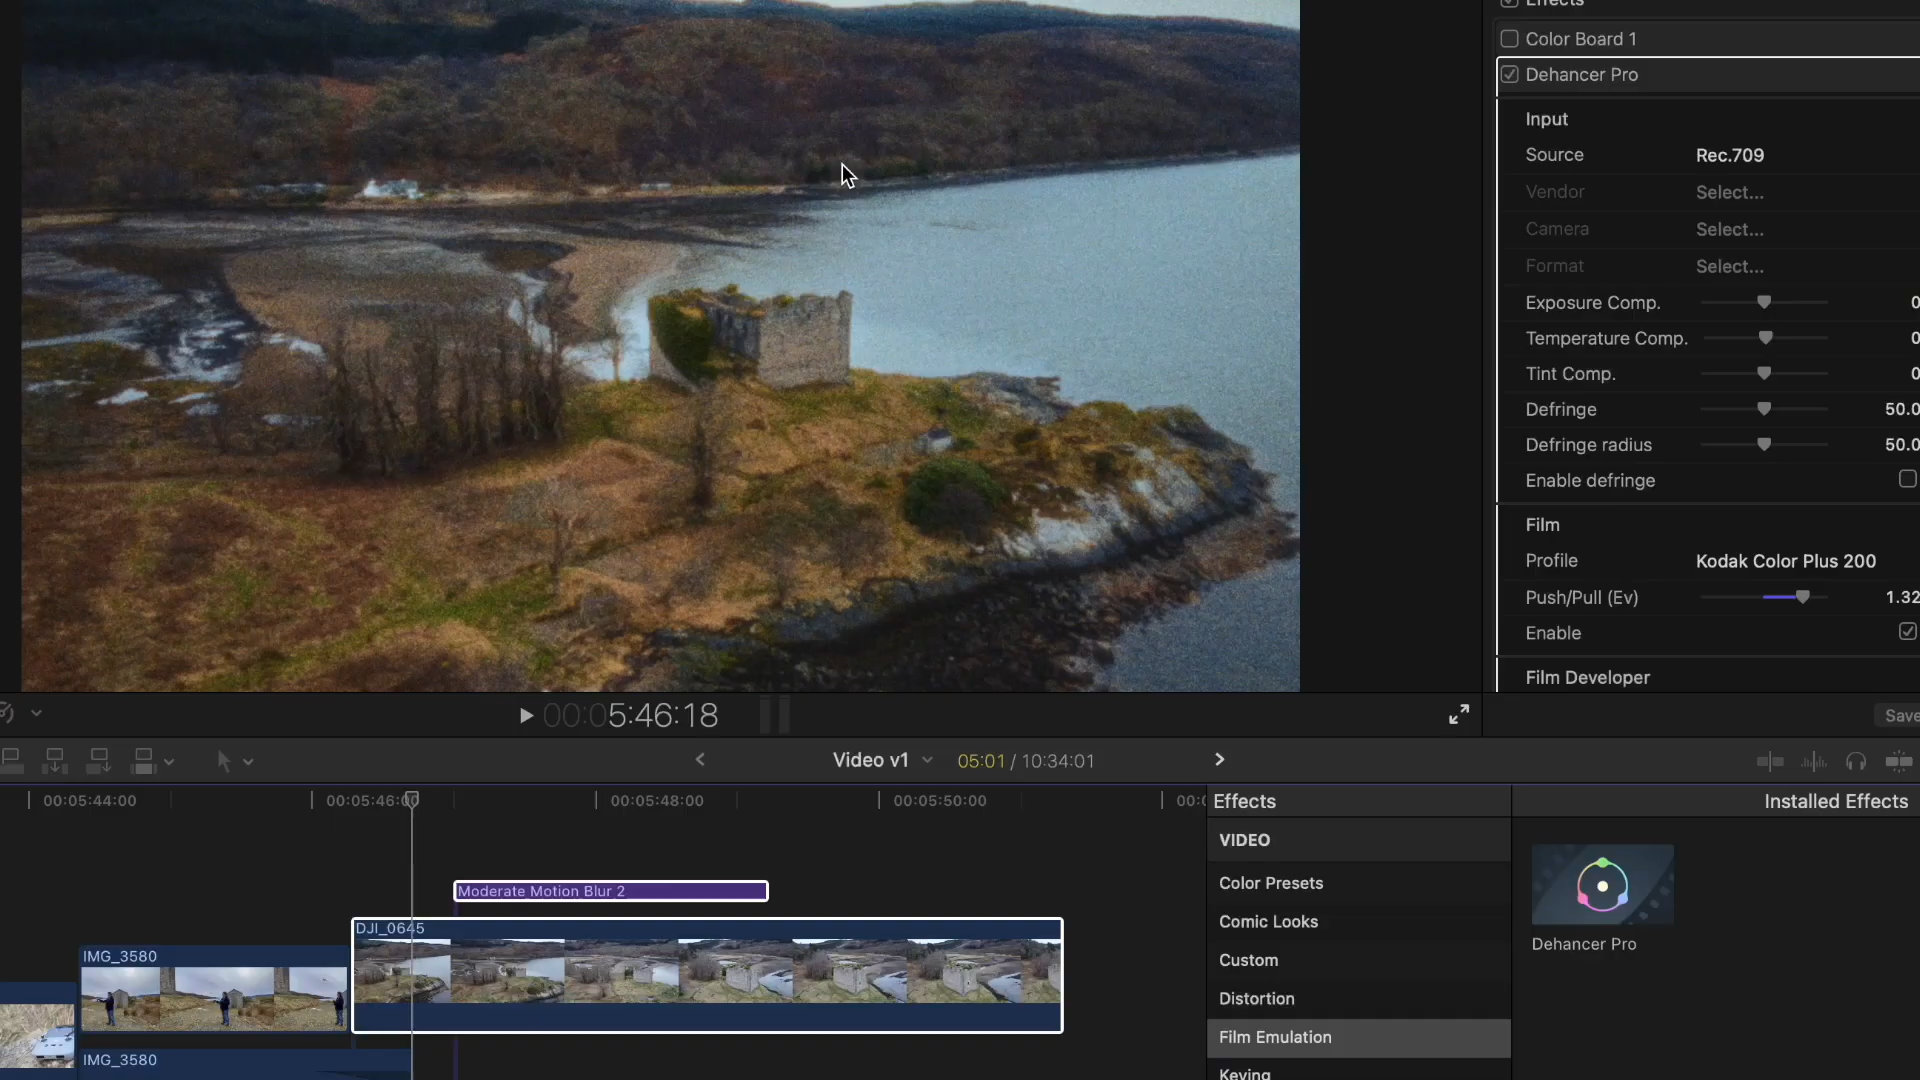 Effects
Color Board 1
Dehancer Pro
Input
Source Rec.709
Vendor Select...
Camera Select...
Format Select...
Exposure Comp. 0
Temperature Comp. 0
Tint Comp. 0
Defringe 50.0
Defringe radius 50.0
Enable defringe
Film
Profile Kodak Color Plus 200
Push/Pull (Ev) 1.32
Enable
Film Developer
00:05:46:18
Save
Video v1 05:01 / 10:34:01
00:05:44:00 00:05:46:00 00:05:48:00 00:05:50:00 00:
Effects Installed Effects
VIDEO
Color Presets
Comic Looks
Custom
Distortion
Film Emulation
Keying
Dehancer Pro
Moderate Motion Blur 2
DJI_0645
IMG_3580
IMG_3580